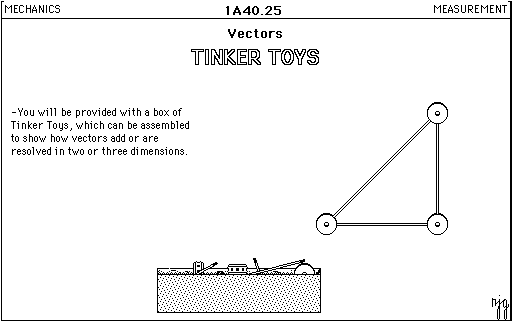 MECHANICS 1A40.25 MEASUREMENT
Vectors
TINKER TOYS
-You will be provided with a box of
Tinker Toys, which can be assembled
to show how vectors add or are
resolved in two or three dimensions.